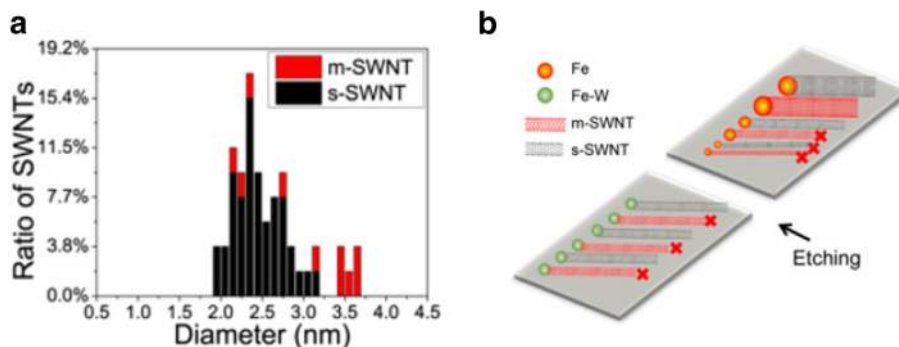 a
19.2%
15.4%
11.5%
7.7%
3.8%
0.0%
Ratio of SWNTs
m-SWNT
s-SWNT
0.5 1.0 1.5 2.0 2.5 3.0 3.5 4.0 4.5
Diameter (nm)
b
Fe
Fe-W
m-SWNT
s-SWNT
Etching